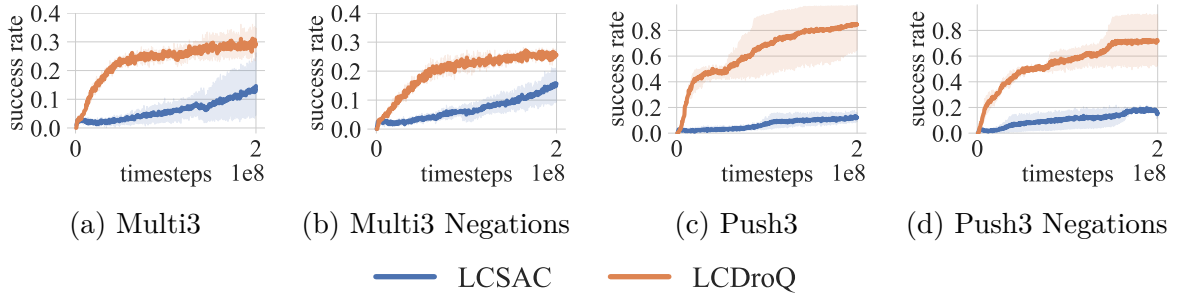 success rate
0.4
0.3
0.2
0.1
0.0
0
2
timesteps
1e8
(a) Multi3
success rate
0.4
0.3
0.2
0.1
0.0
0
2
timesteps
1e8
(b) Multi3 Negations
success rate
0.8
0.6
0.4
0.2
0.0
0
2
timesteps
1e8
(c) Push3
success rate
0.8
0.6
0.4
0.2
0.0
0
2
timesteps
1e8
(d) Push3 Negations
LCSAC
LCDroQ